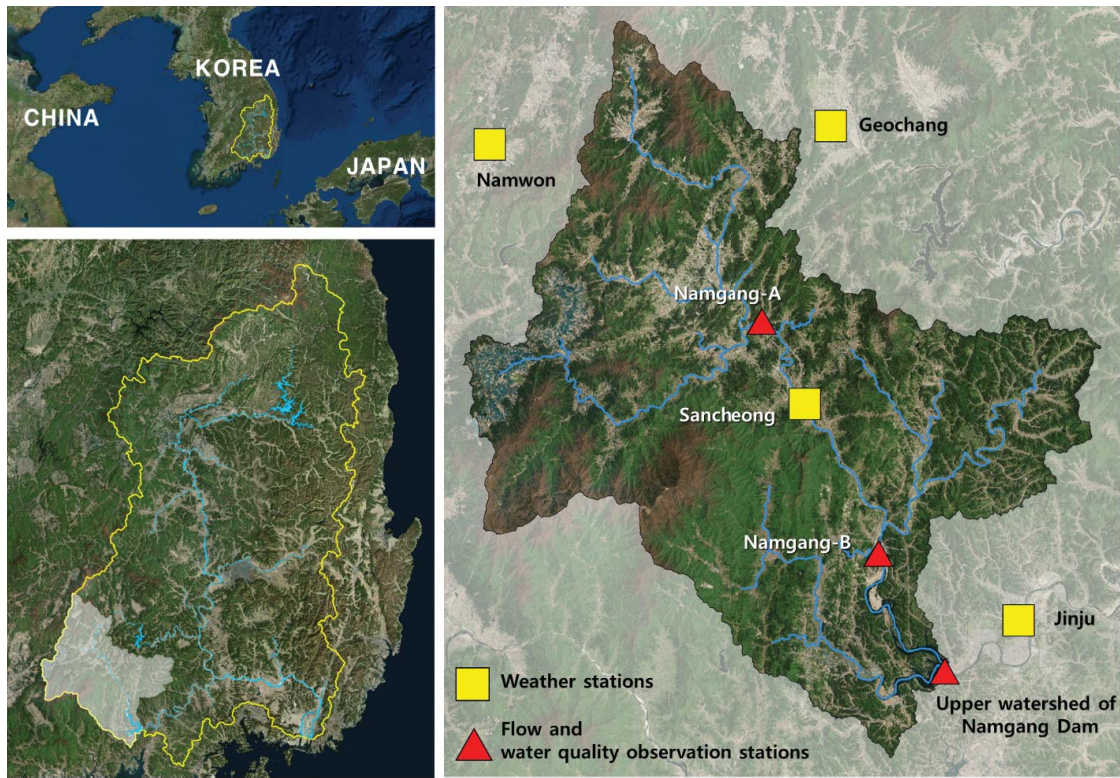 KOREA
CHINA
JAPAN
Geochang
Namwon
Namgang-A
Sancheong
Namgang-B
Jinju
Weather stations
Upper watershed of
Namgang Dam
Flow and
water quality observation stations